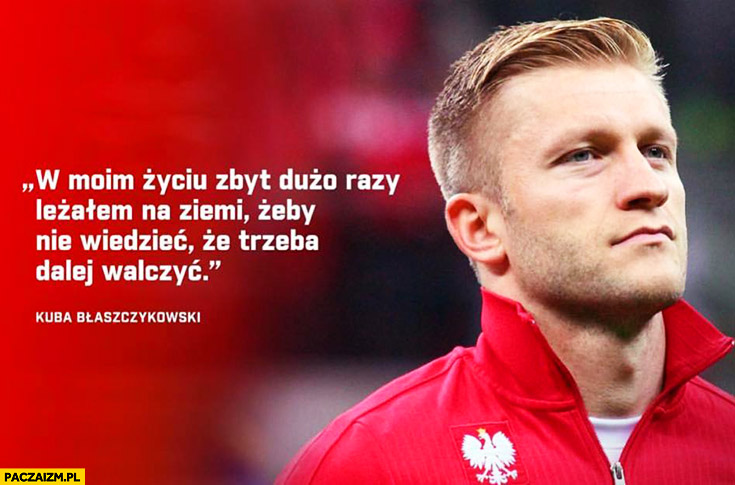 „W moim życiu zbyt dużo razy
leżałem na ziemi, żeby
nie wiedzieć, że trzeba
dalej walczyć.”
KUBA BŁASZCZYKOWSKI
PACZAIZM.PL